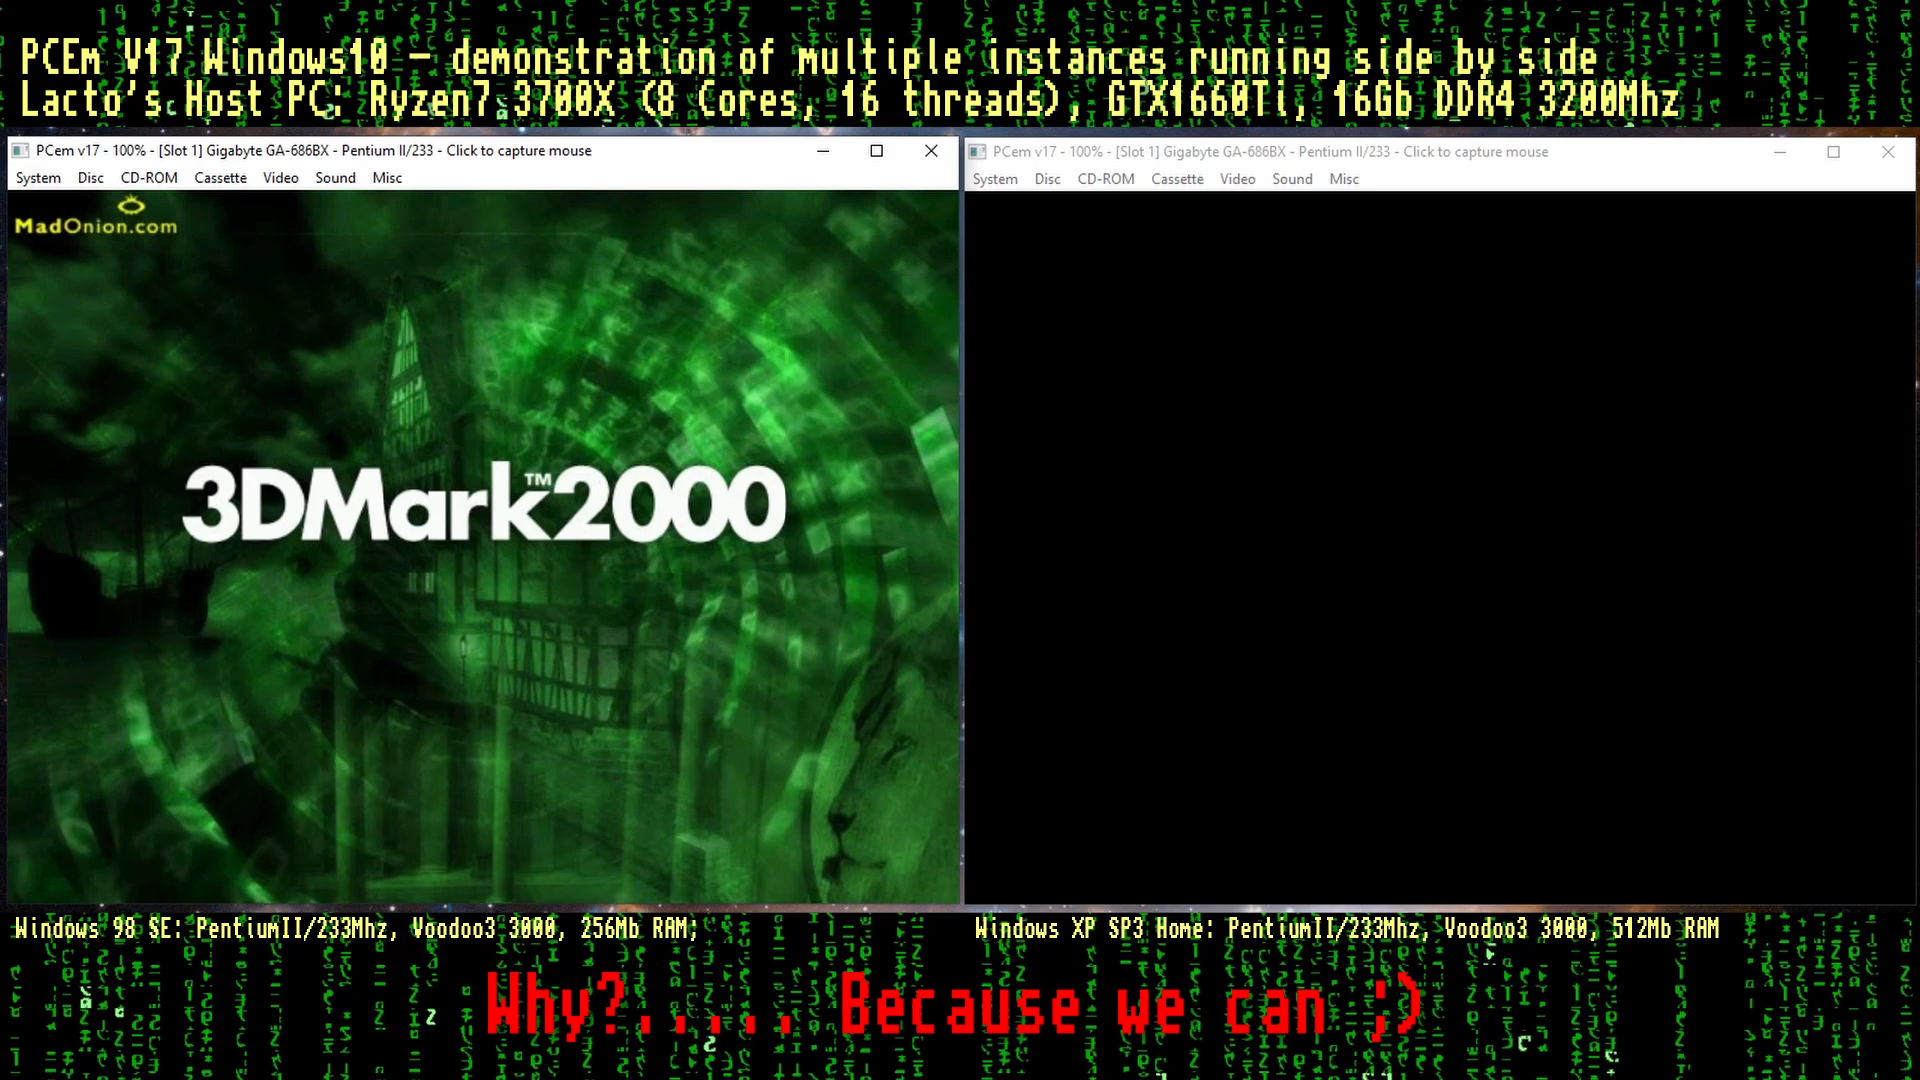 PCEm V17 Windows10 - demonstration of multiple instances running side by side
Lacto's Host PC: Ryzen7 3700X (8 Cores, 16 threads), GTX1660Ti, 16Gb DDR4 3200Mhz
PCem v17 - 100% - [Slot 1] Gigabyte GA-686BX - Pentium II/233 - Click to capture mouse
System Disc CD-ROM Cassette Video Sound Misc
MadOnion.com
3DMark™2000
PCem v17 - 100% - [Slot 1] Gigabyte GA-686BX - Pentium II/233 - Click to capture mouse
System Disc CD-ROM Cassette Video Sound Misc
Windows 98 SE: PentiumII/233Mhz, Voodoo3 3000, 256Mb RAM;
Windows XP SP3 Home: PentiumII/233Mhz, Voodoo3 3000, 512Mb RAM
Why?..... Because we can ;)